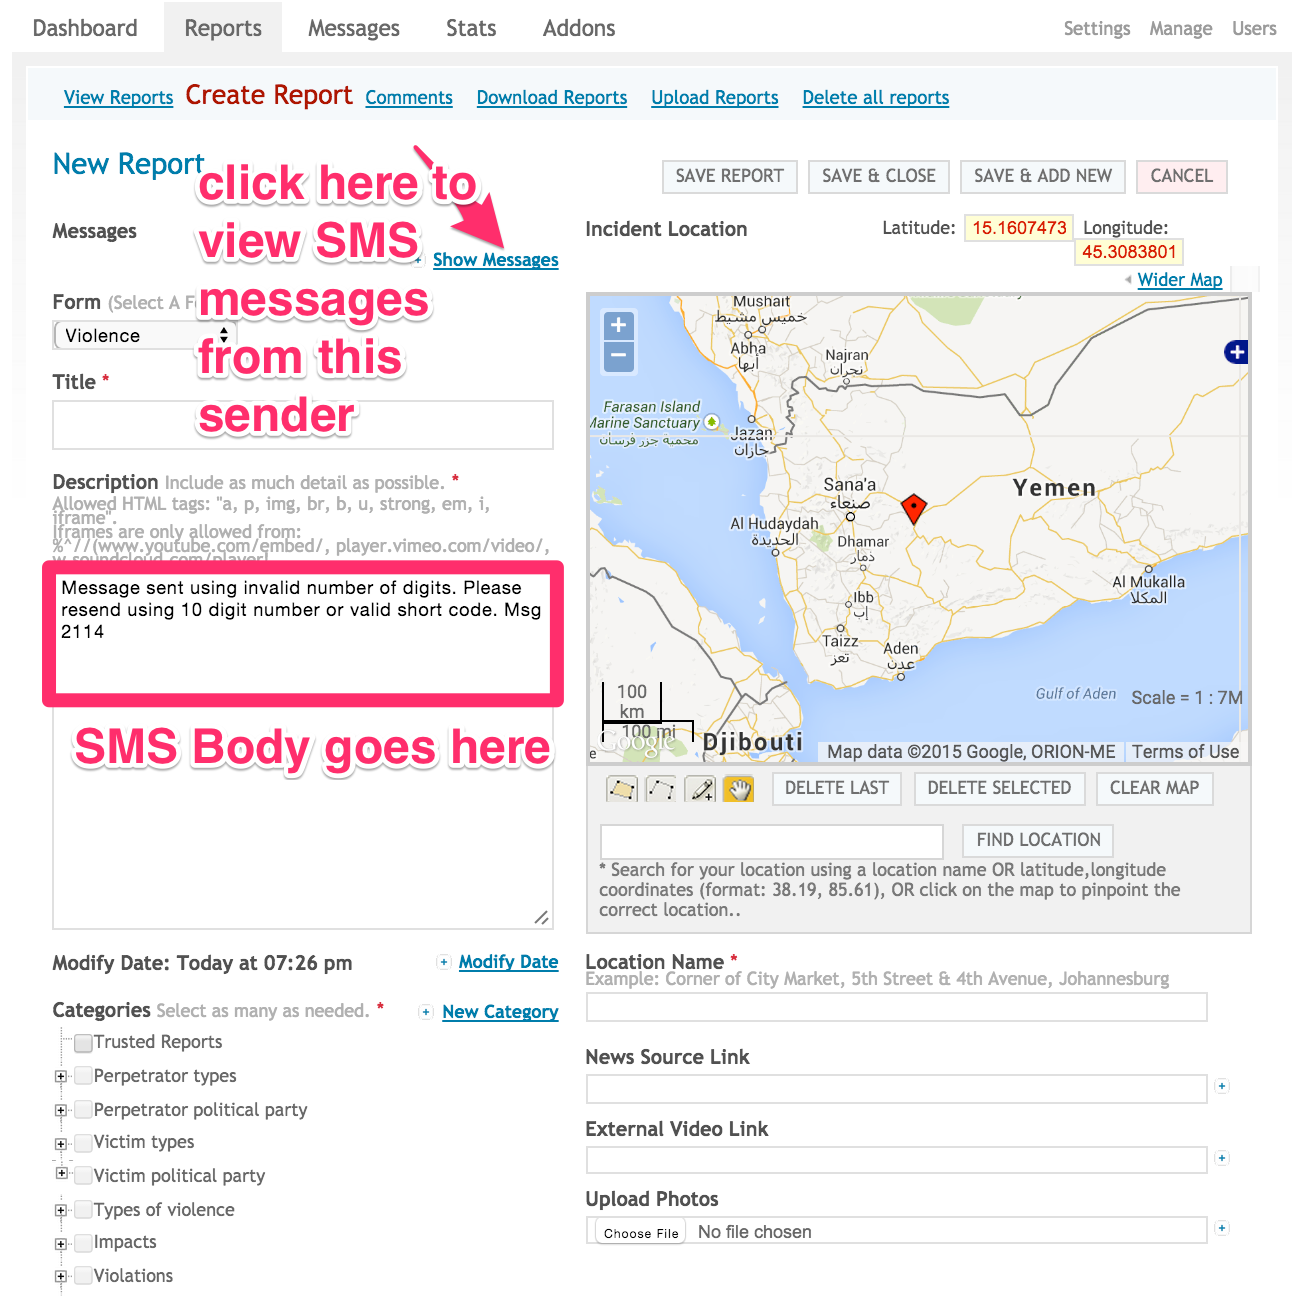 Dashboard Reports Messages Stats Addons Settings Manage Users
View Reports Create Report Comments Download Reports Upload Reports Delete all reports
New Report
SAVE REPORT SAVE & CLOSE SAVE & ADD NEW CANCEL
click here to
view SMS
messages
from this
sender
Messages
Show Messages
Form (Select A F
Violence
Title *
Description Include as much detail as possible. *
Allowed HTML tags: "a, p, img, br, b, u, strong, em, i,
iframe".
Iframes are only allowed from:
%^//(www.youtube.com/embed/, player.vimeo.com/video/,
w.soundcloud.com/player|
Message sent using invalid number of digits. Please
resend using 10 digit number or valid short code. Msg
2114
SMS Body goes here
Modify Date: Today at 07:26 pm
Modify Date
Categories Select as many as needed. *
New Category
Trusted Reports
Perpetrator types
Perpetrator political party
Victim types
Victim political party
Types of violence
Impacts
Violations
Incident Location
Latitude: 15.1607473 Longitude:
45.3083801
Wider Map
Mushait
خميس مشيط
Abha
أبها
Najran
نجران
Farasan Island
Marine Sanctuary
محمية جزر فرسان
Jazan
جازان
Sana'a
صنعاء
Yemen
Al Hudaydah
الحديدة
Dhamar
ذمار
Al Mukalla
المكلا
Ibb
إب
Taizz
تعز
Aden
عدن
Gulf of Aden
Scale = 1 : 7M
100
km
100 mi
Google
Djibouti
Map data ©2015 Google, ORION-ME Terms of Use
DELETE LAST DELETE SELECTED CLEAR MAP
FIND LOCATION
* Search for your location using a location name OR latitude,longitude
coordinates (format: 38.19, 85.61), OR click on the map to pinpoint the
correct location..
Location Name *
Example: Corner of City Market, 5th Street & 4th Avenue, Johannesburg
News Source Link
External Video Link
Upload Photos
Choose File No file chosen